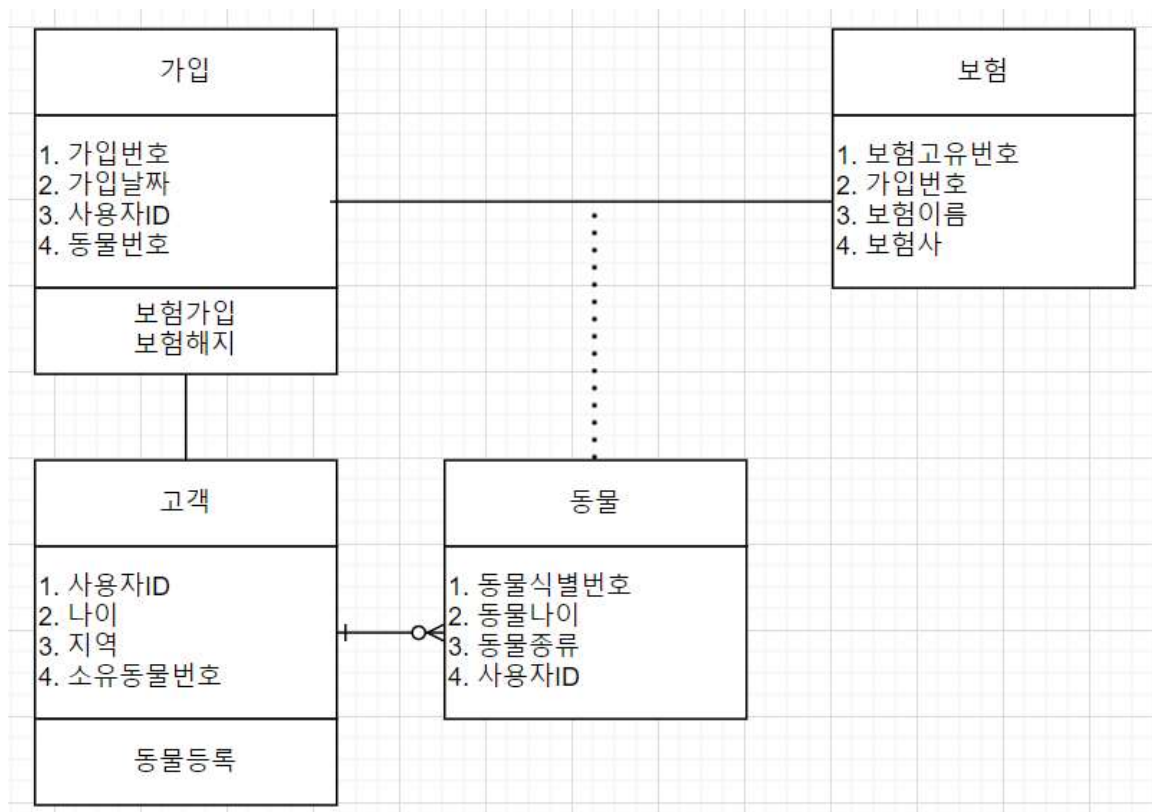 가입
1. 가입번호
2. 가입날짜
3. 사용자ID
4. 동물번호
보험가입
보험해지
보험
1. 보험고유번호
2. 가입번호
3. 보험이름
4. 보험사
고객
1. 사용자ID
2. 나이
3. 지역
4. 소유동물번호
동물등록
동물
1. 동물식별번호
2. 동물나이
3. 동물종류
4. 사용자ID